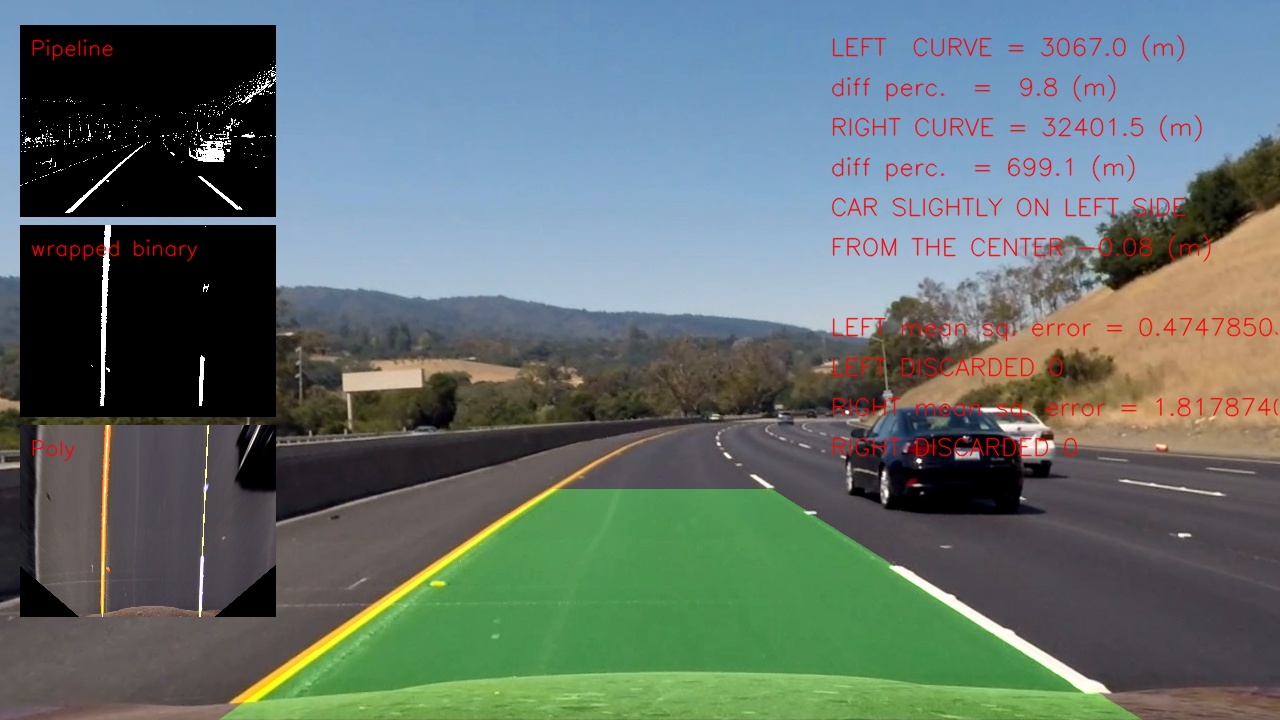 Pipeline
wrapped binary
Poly
LEFT CURVE = 3067.0 (m)
diff perc. = 9.8 (m)
RIGHT CURVE = 32401.5 (m)
diff perc. = 699.1 (m)
CAR SLIGHTLY ON LEFT SIDE
FROM THE CENTER -0.08 (m)
LEFT mean sq. error = 0.4747850.
LEFT DISCARDED 0
RIGHT mean sq. error = 1.8178740
RIGHT DISCARDED 0